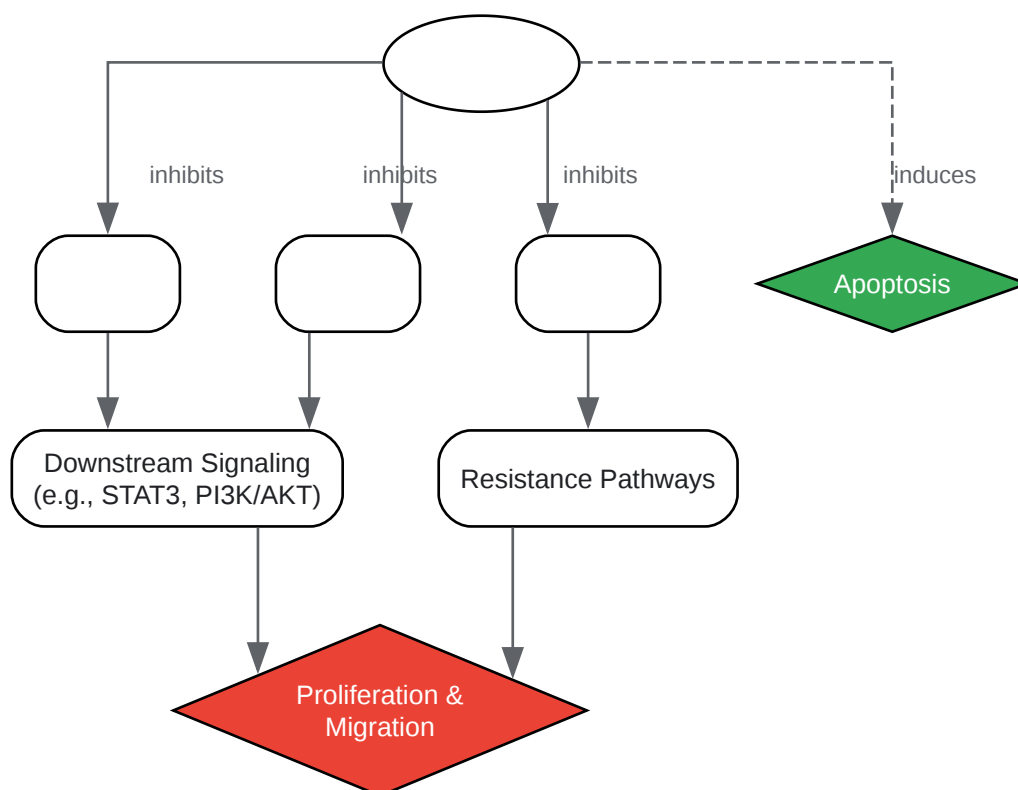 inhibits
inhibits
inhibits
induces
Apoptosis
Downstream Signaling
(e.g., STAT3, PI3K/AKT)
Resistance Pathways
Proliferation &
Migration